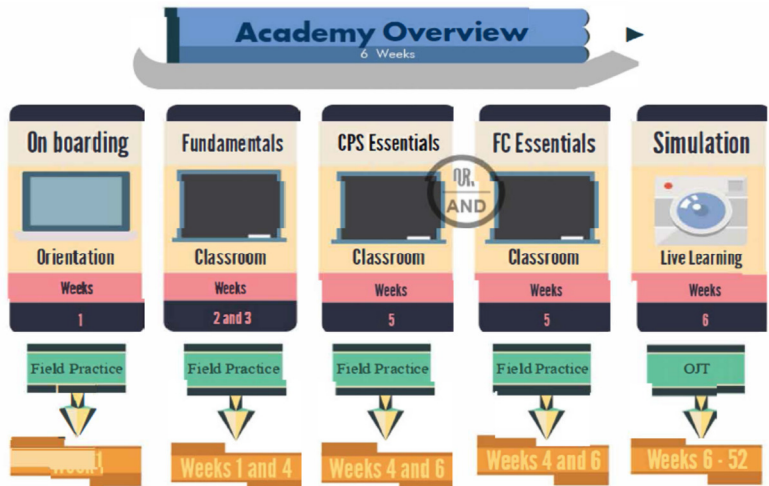 Academy Overview
6 Weeks
On boarding
Orientation
Weeks
1
Field Practice
Week 1
Fundamentals
Classroom
Weeks
2 and 3
Field Practice
Weeks 1 and 4
CPS Essentials
Classroom
Weeks
5
Field Practice
Weeks 4 and 6
OR
AND
FC Essentials
Classroom
Weeks
5
Field Practice
Weeks 4 and 6
Simulation
Live Learning
Weeks
6
OJT
Weeks 6 - 52